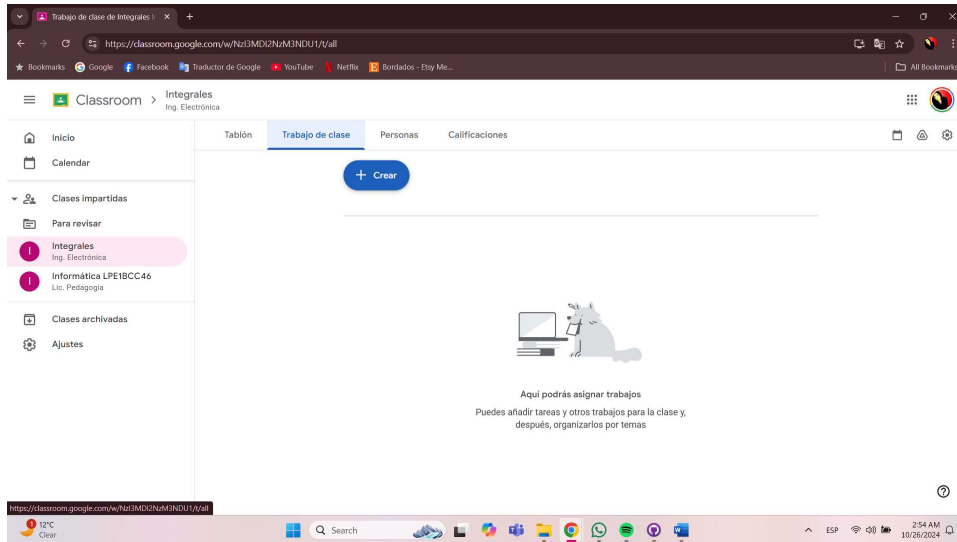 Trabajo de clase de Integrales I
https://classroom.google.com/w/NzI3MDI2NzM3NDU1/t/all
Bookmarks
Google
Facebook
Traductor de Google
YouTube
Netflix
Bordados - Etsy Me...
All Bookmarks
Classroom
Integrales
Ing. Electrónica
Inicio
Calendar
Clases impartidas
Para revisar
I
Integrales
Ing. Electrónica
I
Informática LPE1BCC46
Lic. Pedagogía
Clases archivadas
Ajustes
Tablón
Trabajo de clase
Personas
Calificaciones
Crear
Aquí podrás asignar trabajos
Puedes añadir tareas y otros trabajos para la clase y,
después, organizarlos por temas
https://classroom.google.com/w/NzI3MDI2NzM3NDU1/t/all
1
12°C
Clear
Search
ESP
2:54 AM
10/26/2024